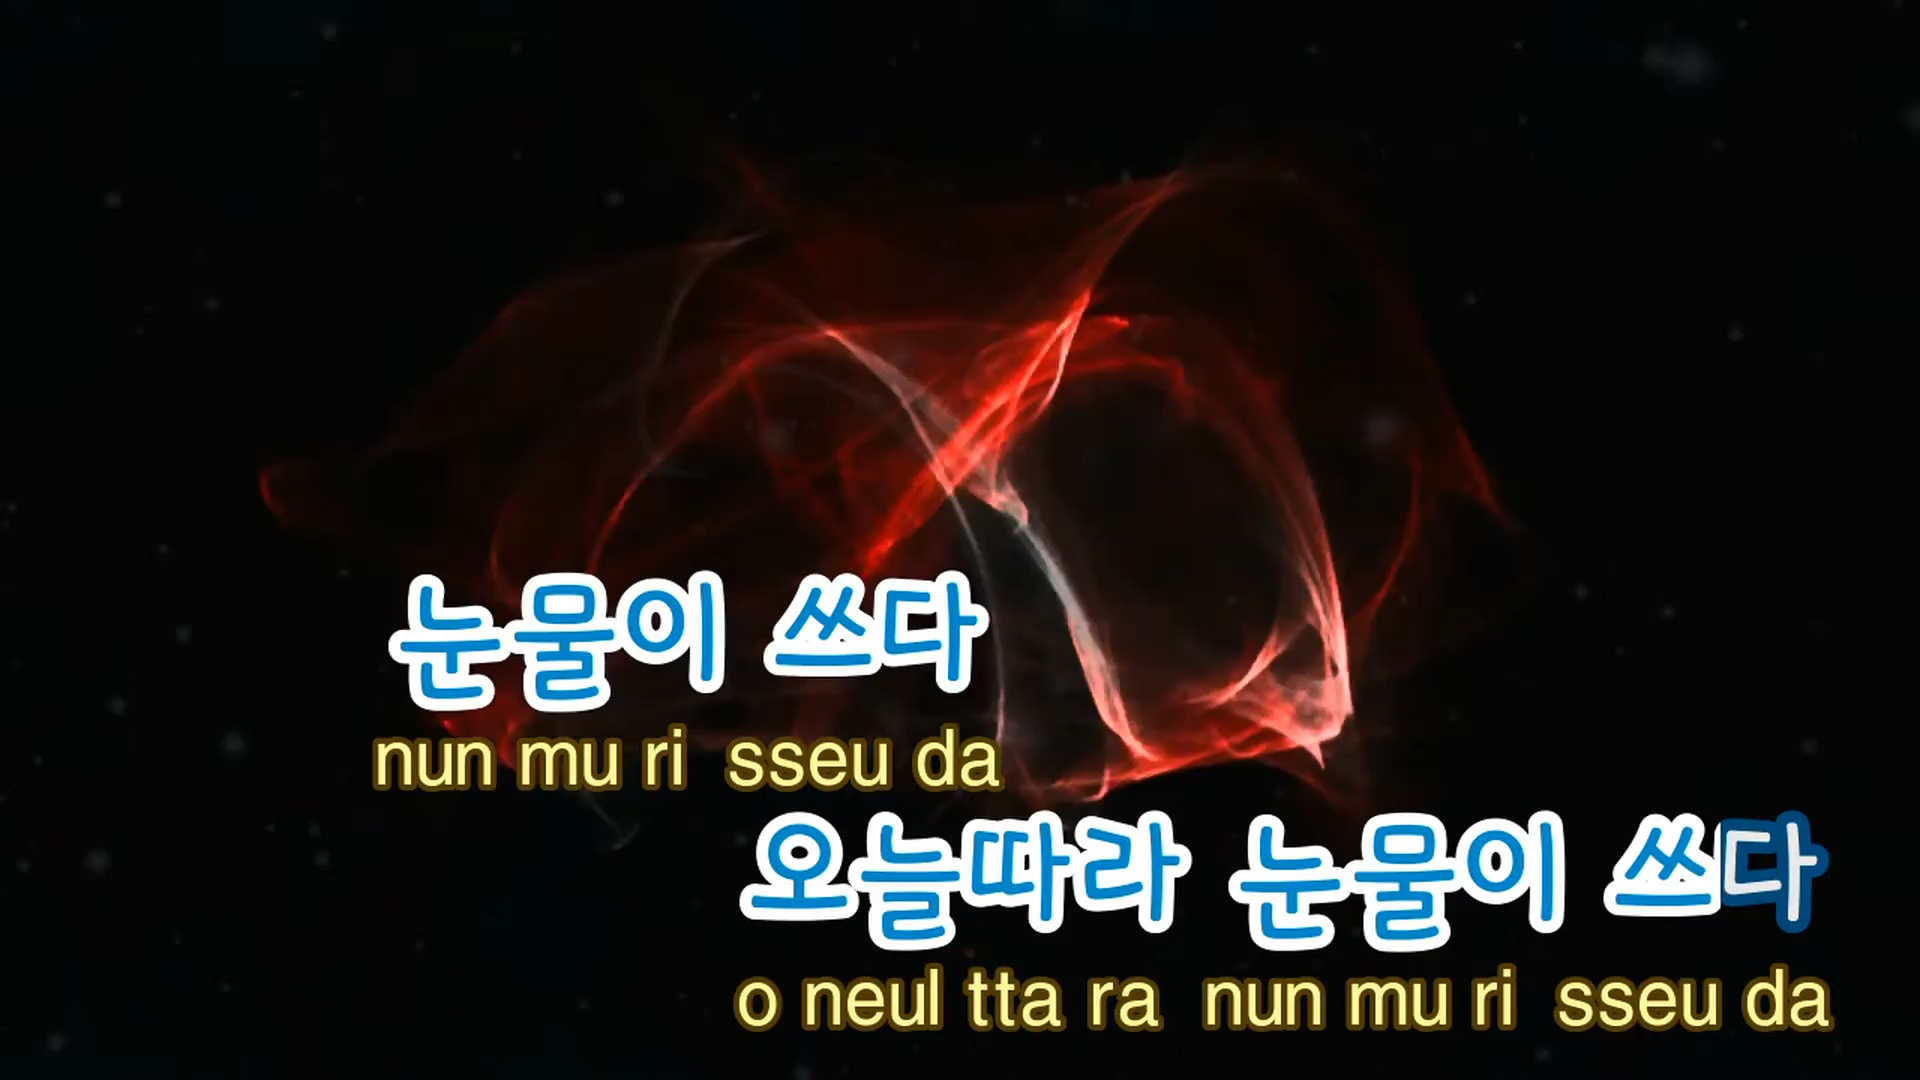 눈물이 쓰다
nun mu ri sseu da
오늘따라 눈물이 쓰다
o neul tta ra nun mu ri sseu da